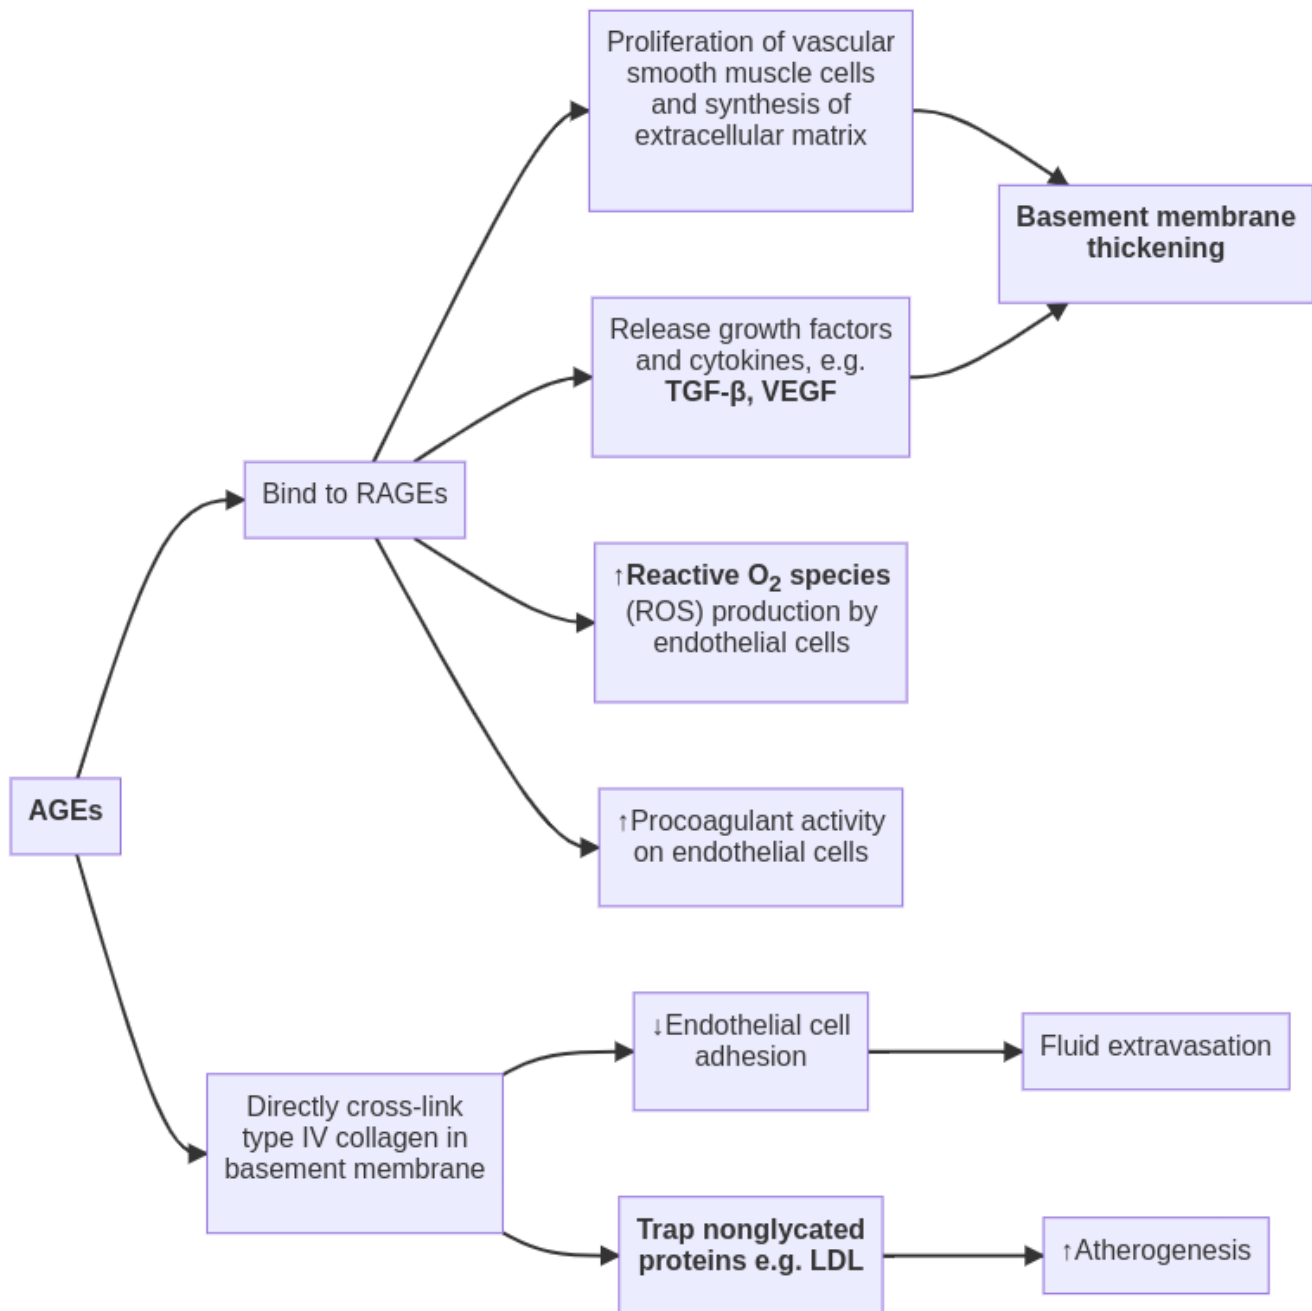 Proliferation of vascular
smooth muscle cells
and synthesis of
extracellular matrix
Basement membrane
thickening
Release growth factors
and cytokines, e.g.
TGF-β, VEGF
Bind to RAGEs
↑Reactive O₂ species
(ROS) production by
endothelial cells
AGEs
↑Procoagulant activity
on endothelial cells
↓Endothelial cell
adhesion
Fluid extravasation
Directly cross-link
type IV collagen in
basement membrane
Trap nonglycated
proteins e.g. LDL
↑Atherogenesis